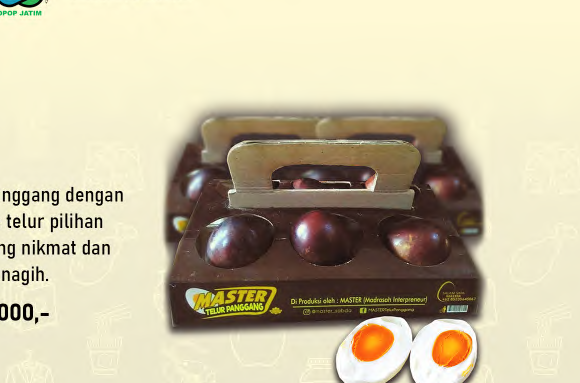 OPOP JATIM
nggang dengan
telur pilihan
ng nikmat dan
nagih.
000,-
MASTER
TELUR PANGGANG
Di Produksi oleh : MASTER (Madrasah Interpreneur)
MASTERTelurPanggang